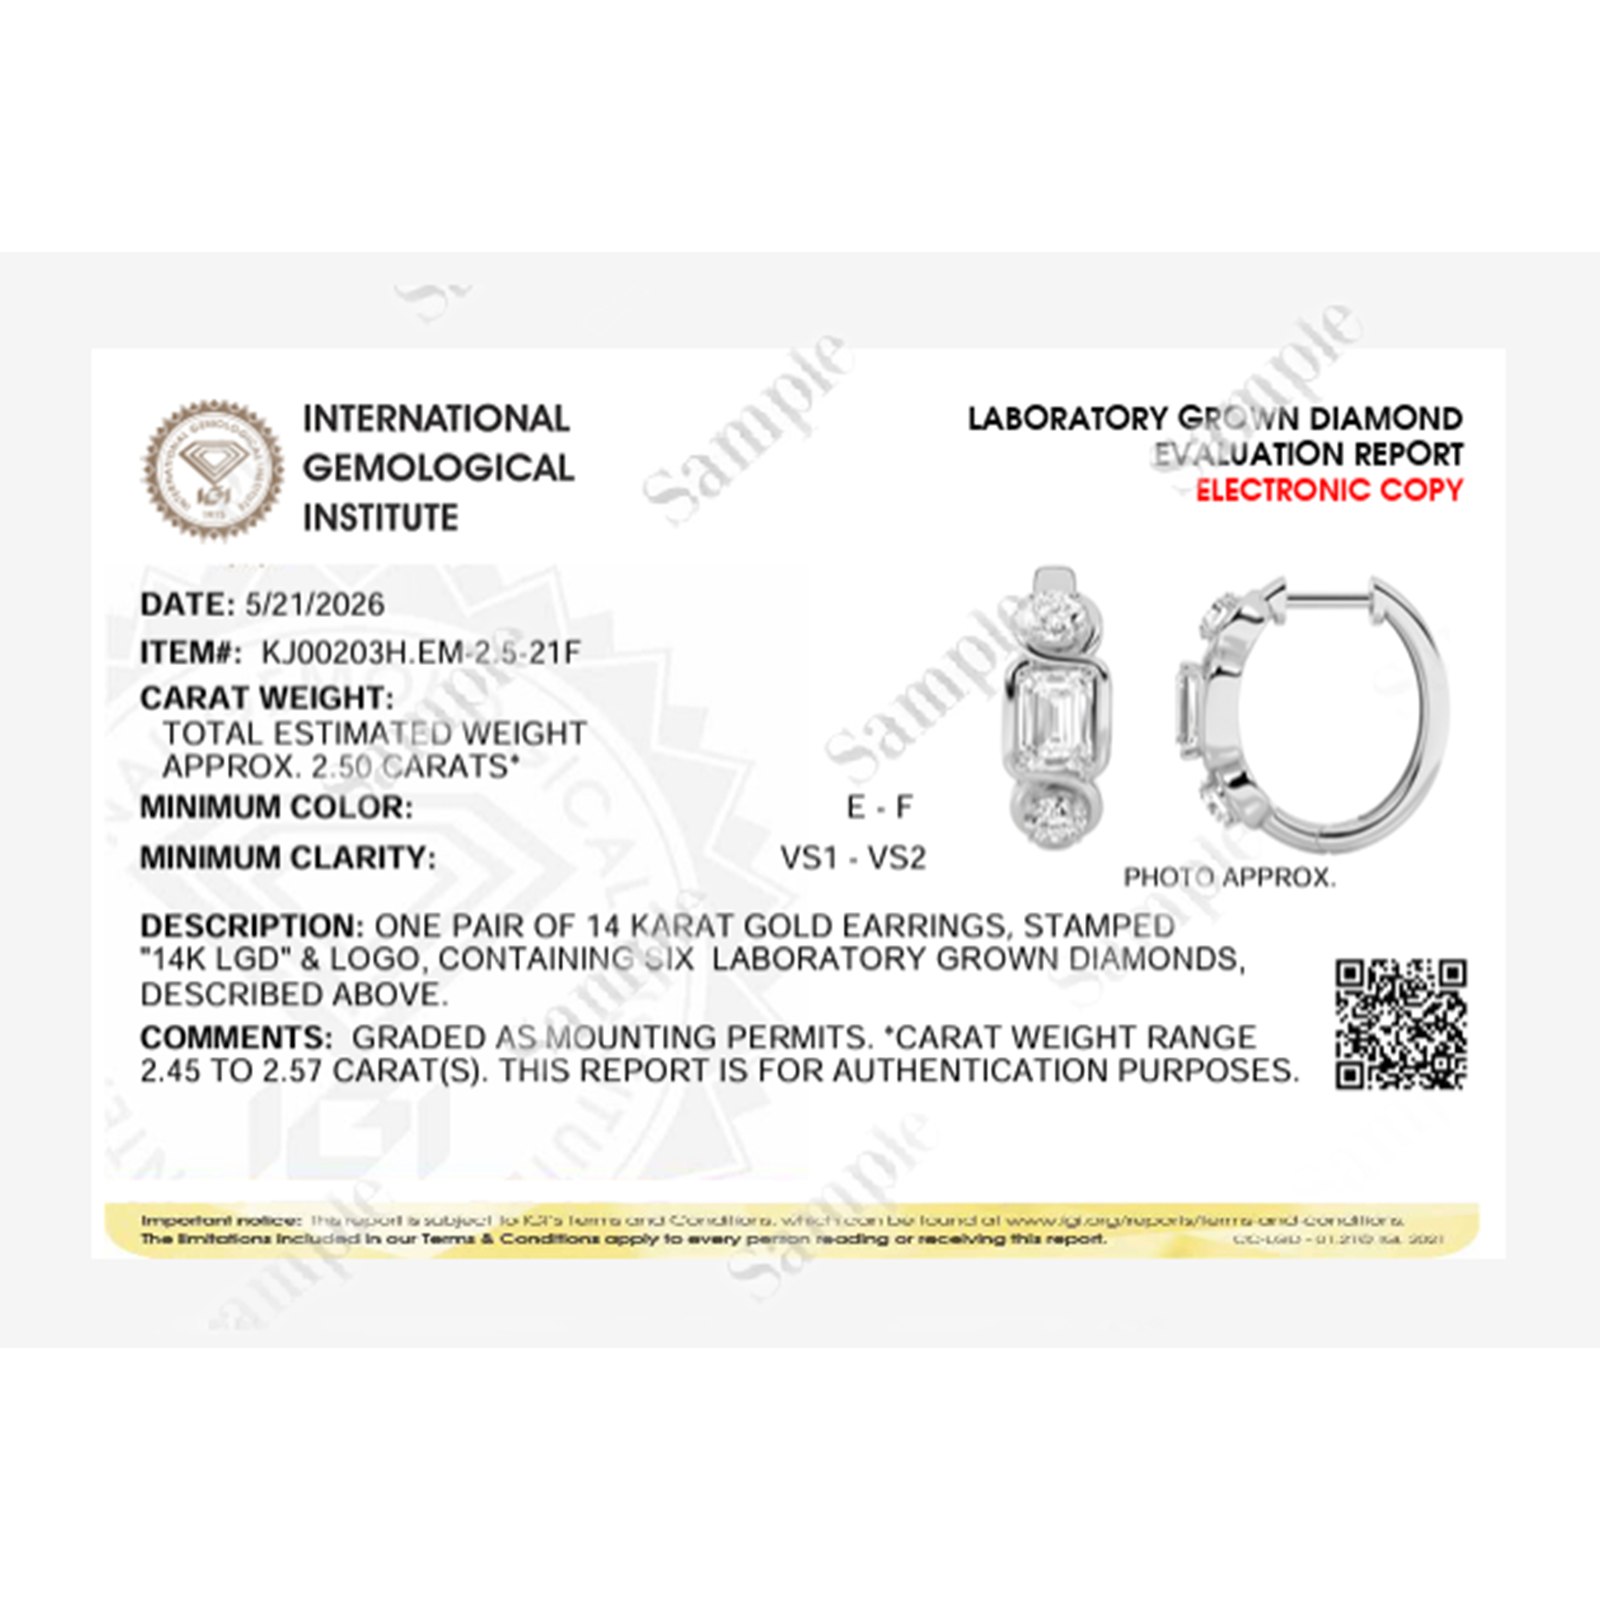 INTERNATIONAL
GEMOLOGICAL
INSTITUTE
LABORATORY GROWN DIAMOND
EVALUATION REPORT
ELECTRONIC COPY
DATE: 5/21/2026
ITEM#: KJ00203H.EM-2.5-21F
CARAT WEIGHT:
TOTAL ESTIMATED WEIGHT
APPROX. 2.50 CARATS*
MINIMUM COLOR: E - F
MINIMUM CLARITY: VS1 - VS2
PHOTO APPROX.
DESCRIPTION: ONE PAIR OF 14 KARAT GOLD EARRINGS, STAMPED
"14K LGD" & LOGO, CONTAINING SIX LABORATORY GROWN DIAMONDS,
DESCRIBED ABOVE.
COMMENTS: GRADED AS MOUNTING PERMITS. *CARAT WEIGHT RANGE
2.45 TO 2.57 CARAT(S). THIS REPORT IS FOR AUTHENTICATION PURPOSES.
Important notice: This report is subject to IGI's Terms and Conditions, which can be found at www.igi.org/reports/terms-and-conditions.
The limitations included in our Terms & Conditions apply to every person reading or receiving this report.
Sample
Sample
Sample
Sample
Sample
Sample
Sample